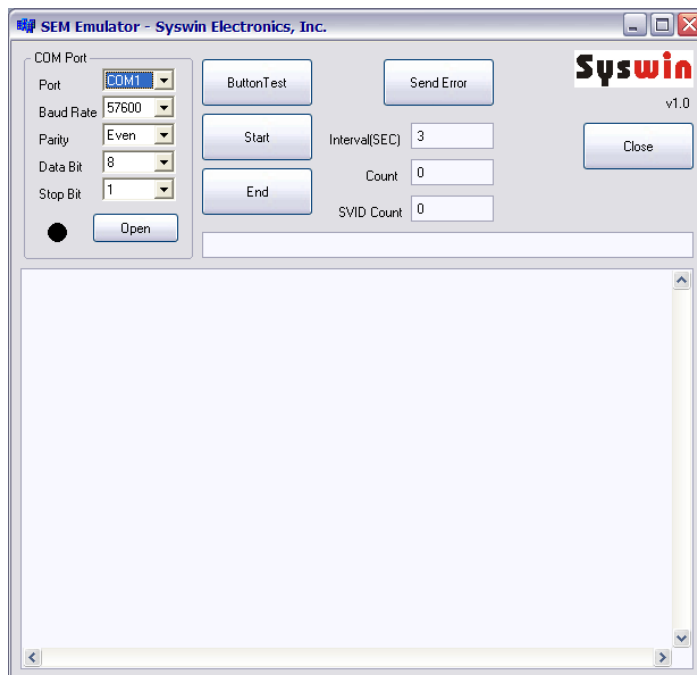 SEM Emulator - Syswin Electronics, Inc.
COM Port
Port COM1
Baud Rate 57600
Parity Even
Data Bit 8
Stop Bit 1
Open
ButtonTest
Start
End
Send Error
Interval(SEC) 3
Count 0
SVID Count 0
Syswin
v1.0
Close